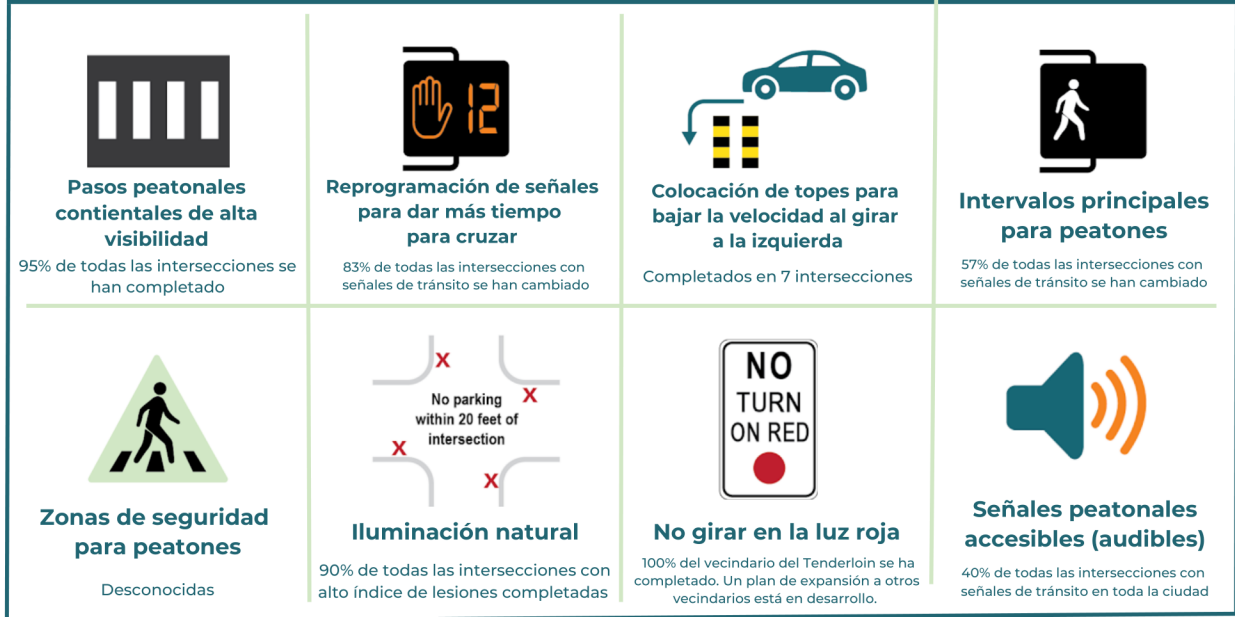 12
Pasos peatonales
contientales de alta
visibilidad
95% de todas las intersecciones se
han completado
Reprogramación de señales
para dar más tiempo
para cruzar
83% de todas las intersecciones con
señales de tránsito se han cambiado
Colocación de topes para
bajar la velocidad al girar
a la izquierda
Completados en 7 intersecciones
Intervalos principales
para peatones
57% de todas las intersecciones con
señales de tránsito se han cambiado
Zonas de seguridad
para peatones
Desconocidas
X
X
No parking
within 20 feet of
intersection
X
X
Iluminación natural
90% de todas las intersecciones con
alto índice de lesiones completadas
NO
TURN
ON RED
No girar en la luz roja
100% del vecindario del Tenderloin se ha
completado. Un plan de expansión a otros
vecindarios está en desarrollo.
Señales peatonales
accesibles (audibles)
40% de todas las intersecciones con
señales de tránsito en toda la ciudad